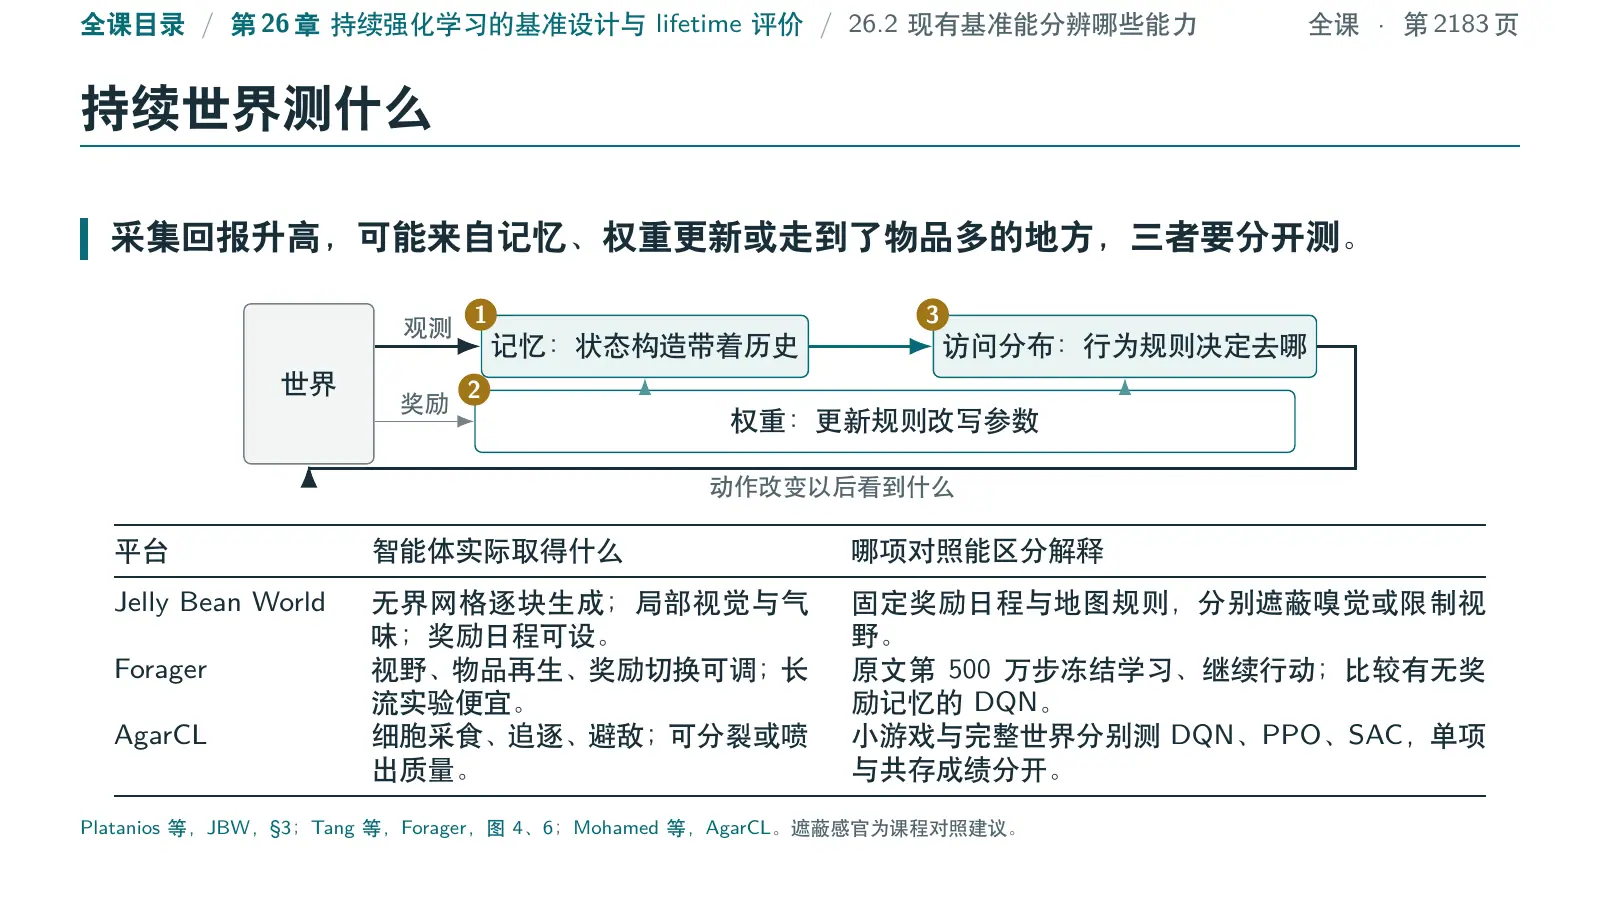 全课目录 / 第 26 章 持续强化学习的基准设计与 lifetime 评价 / 26.2 现有基准能分辨哪些能力 全课 · 第 2183 页
持续世界测什么
采集回报升高，可能来自记忆、权重更新或走到了物品多的地方，三者要分开测。
世界
观测
奖励
1
记忆：状态构造带着历史
3
访问分布：行为规则决定去哪
2
权重：更新规则改写参数
动作改变以后看到什么
平台 智能体实际取得什么 哪项对照能区分解释
Jelly Bean World 无界网格逐块生成；局部视觉与气 固定奖励日程与地图规则，分别遮蔽嗅觉或限制视
味；奖励日程可设。 野。
Forager 视野、物品再生、奖励切换可调；长 原文第 500 万步冻结学习、继续行动；比较有无奖
流实验便宜。 励记忆的 DQN。
AgarCL 细胞采食、追逐、避敌；可分裂或喷 小游戏与完整世界分别测 DQN、PPO、SAC，单项
出质量。 与共存成绩分开。
Platanios 等，JBW，§3；Tang 等，Forager，图 4、6；Mohamed 等，AgarCL。遮蔽感官为课程对照建议。